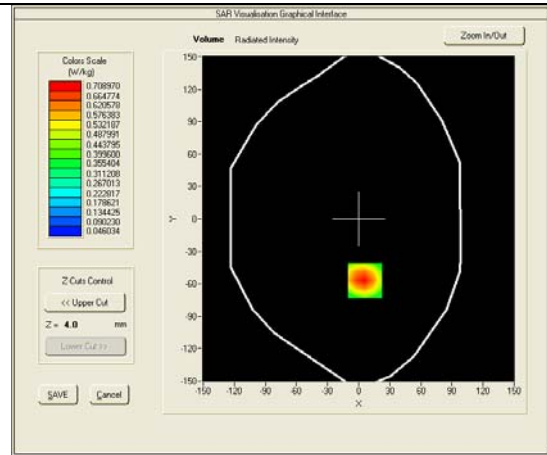 SAR Visualisation Graphical Interface
Volume Radiated Intensity
Zoom In/Out
Colors Scale
(W/kg)
0.708970
0.664774
0.620578
0.576383
0.532187
0.487991
0.443795
0.399600
0.355404
0.311208
0.267013
0.222817
0.178621
0.134425
0.090230
0.046034
Z Cuts Control
<< Upper Cut
Z = 4.0 mm
Lower Cut >>
SAVE Cancel
150
120
90
60
30
0
-30
-60
-90
-120
-150
Y
-150 -120 -90 -60 -30 0 30 60 90 120 150
X